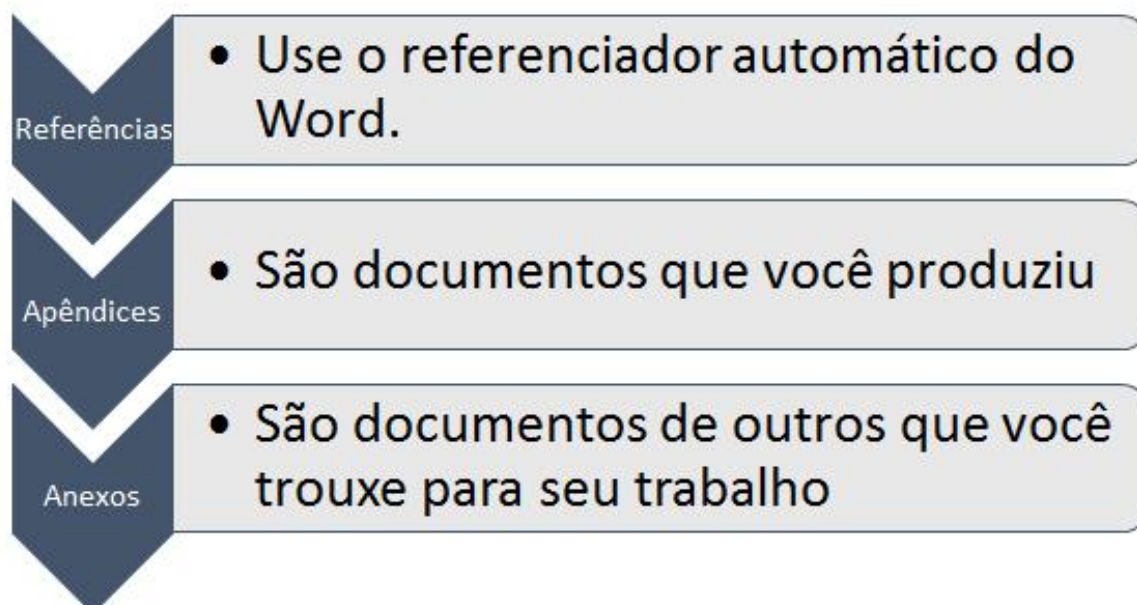 Referências
• Use o referenciador automático do
Word.
Apêndices
• São documentos que você produziu
Anexos
• São documentos de outros que você
trouxe para seu trabalho